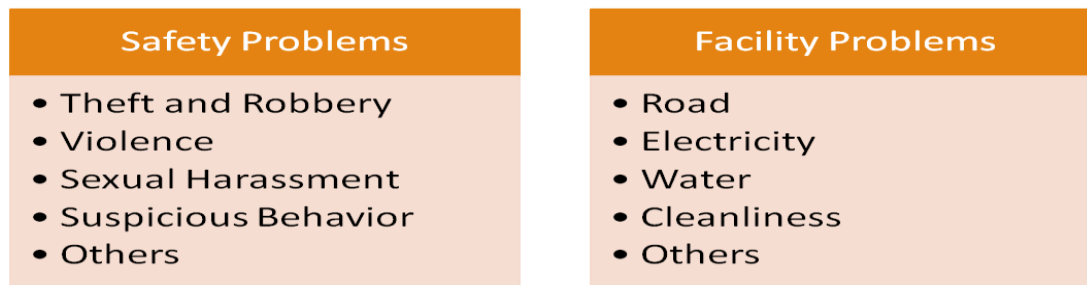 Safety Problems
• Theft and Robbery
• Violence
• Sexual Harassment
• Suspicious Behavior
• Others
Facility Problems
• Road
• Electricity
• Water
• Cleanliness
• Others